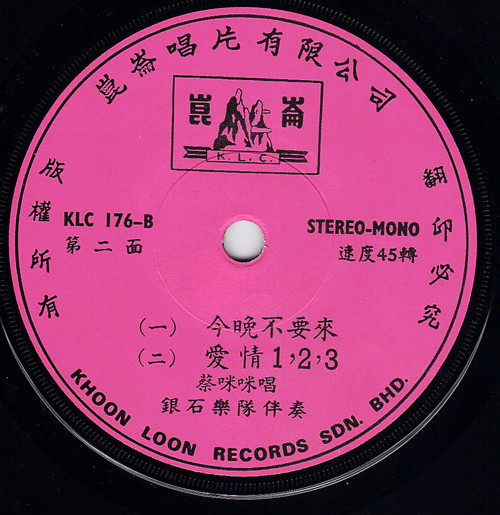 崑崙唱片有限公司
崑崙
K. L. C.
版權所有
翻印必究
KLC 176-B
第二面
STEREO-MONO
速度45轉
(一) 今晚不要來
(二) 愛情1,2,3
蔡咪咪唱
銀石樂隊伴奏
KHOON LOON RECORDS SDN. BHD.